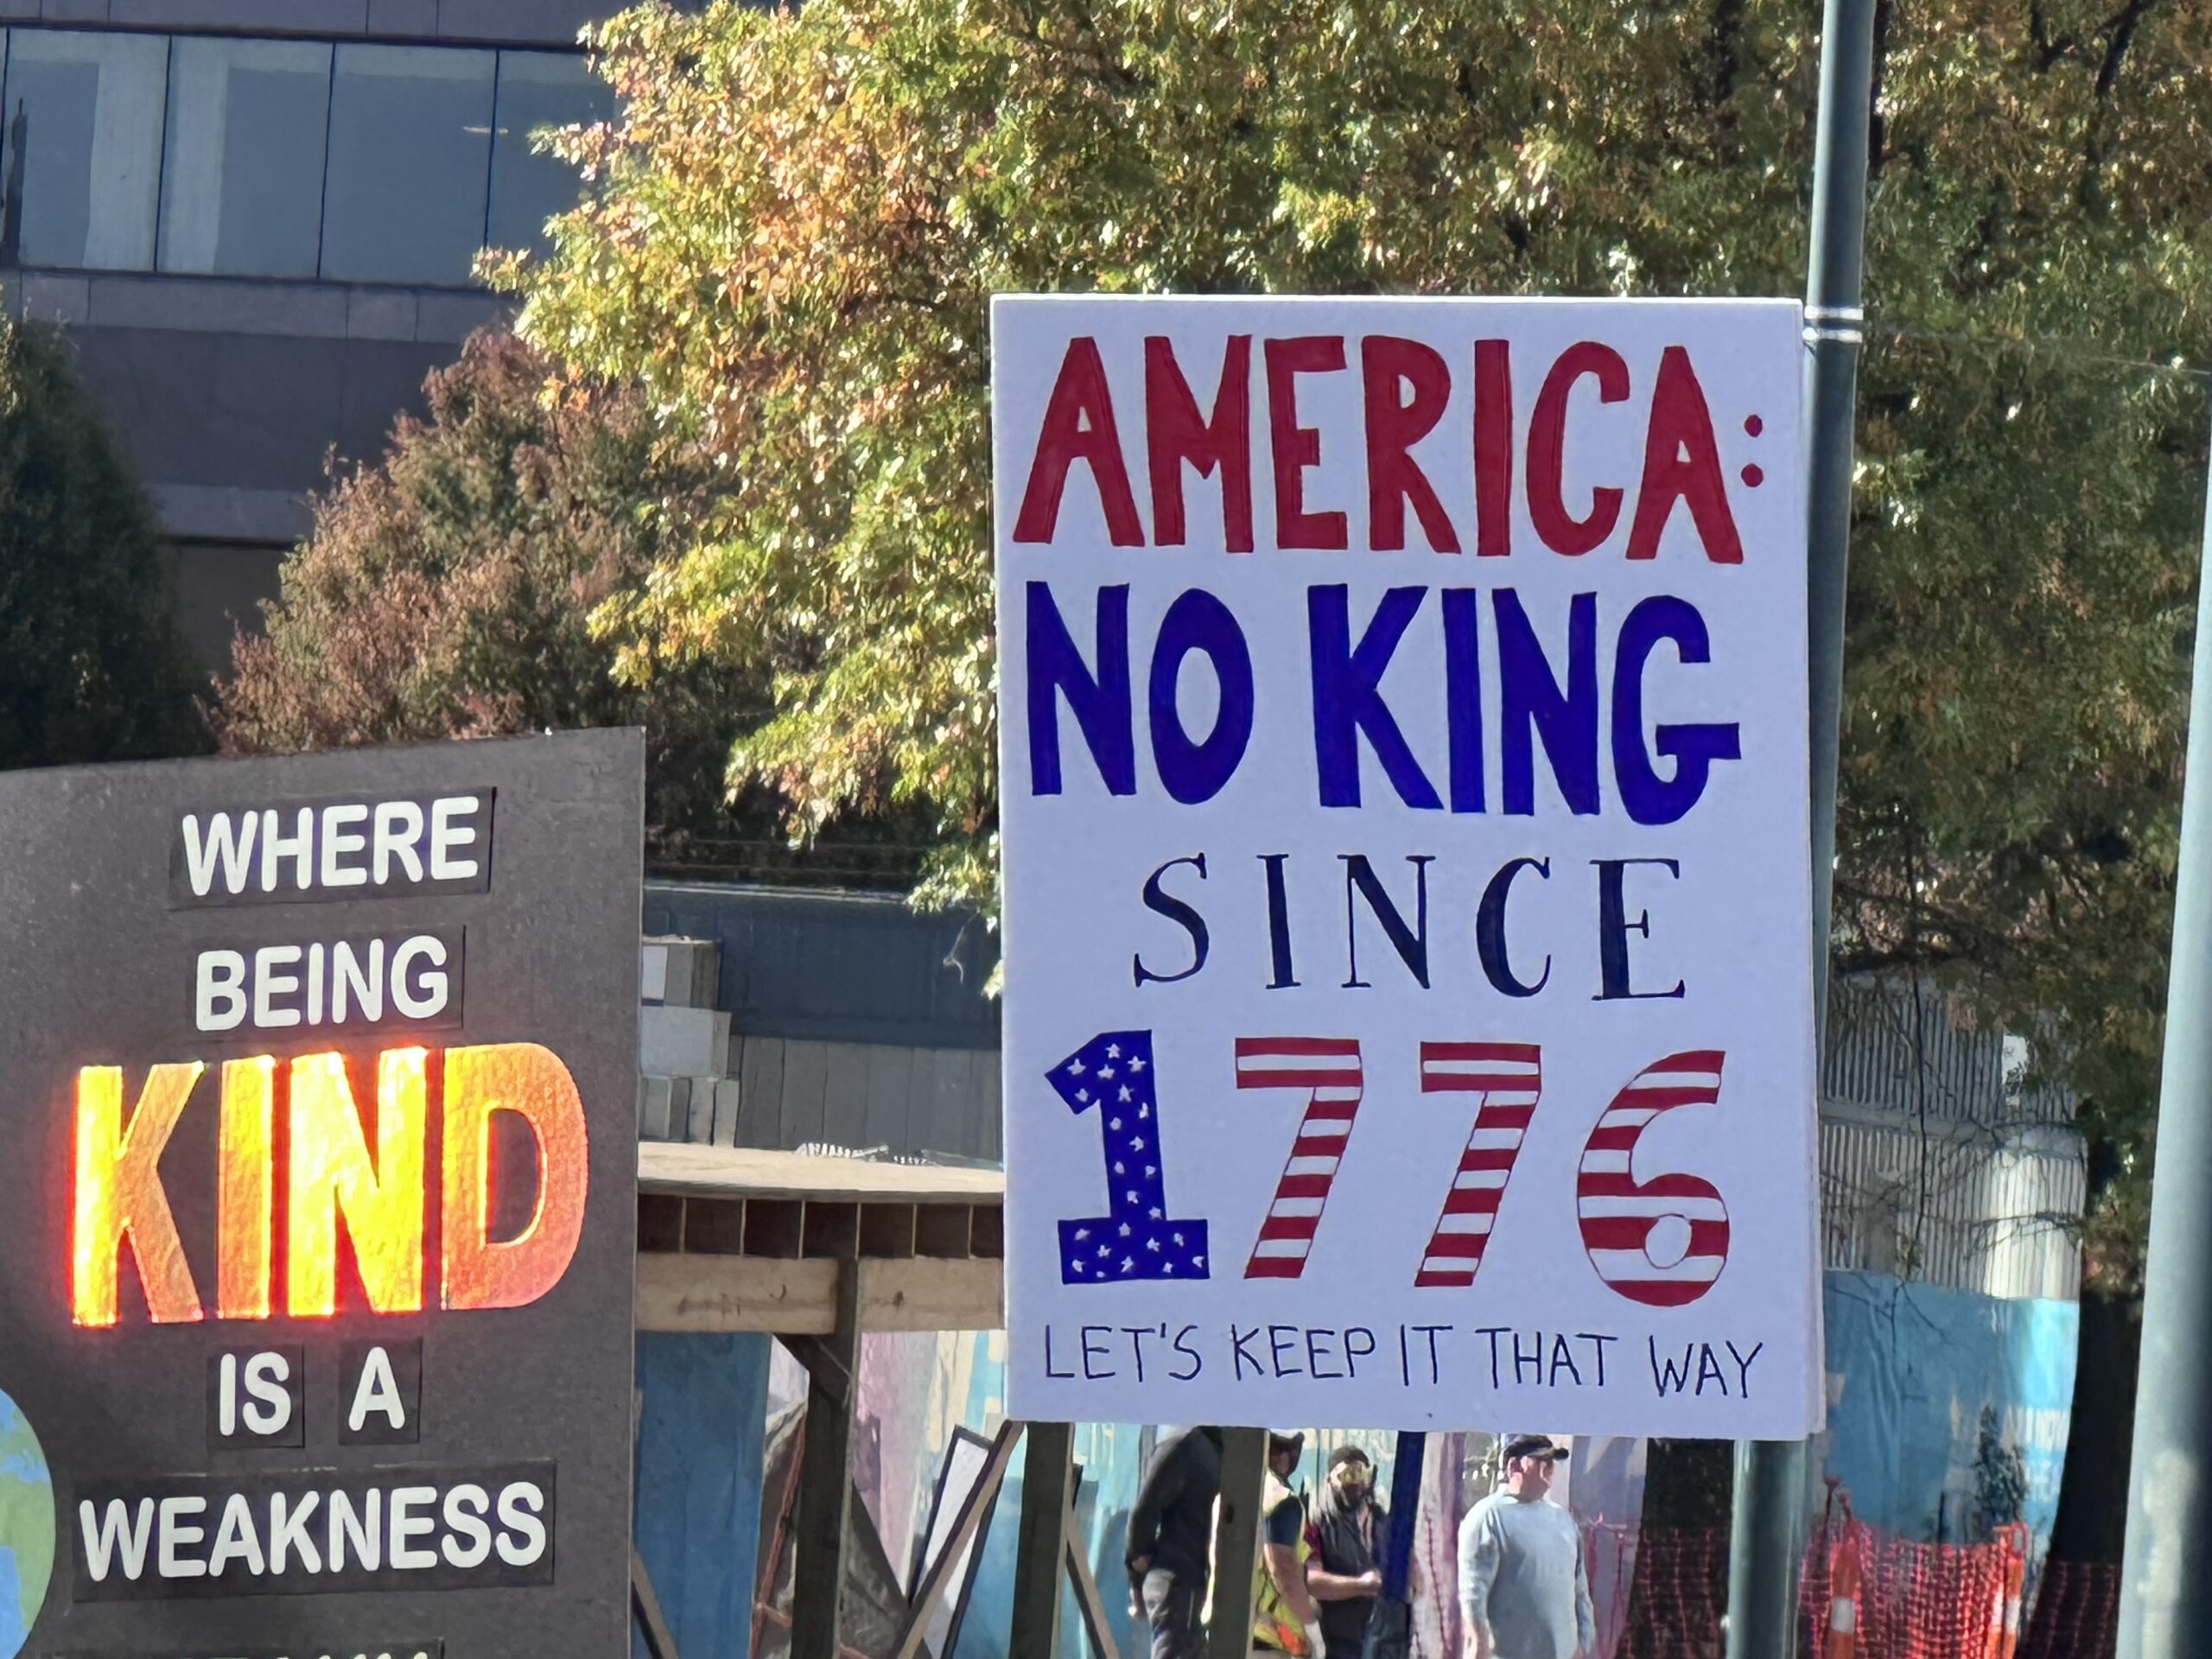 WHERE
BEING
KIND
IS A
WEAKNESS
AMERICA:
NO KING
SINCE
1776
LET'S KEEP IT THAT WAY